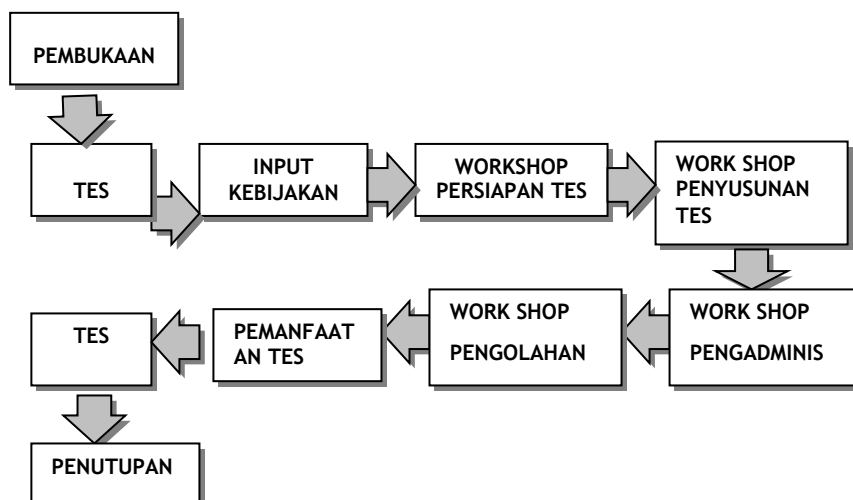 PEMBUKAAN
TES
INPUT
KEBIJAKAN
WORKSHOP
PERSIAPAN TES
WORK SHOP
PENYUSUNAN
TES
WORK SHOP
PENGADMINIS
WORK SHOP
PENGOLAHAN
PEMANFAAT
AN TES
TES
PENUTUPAN